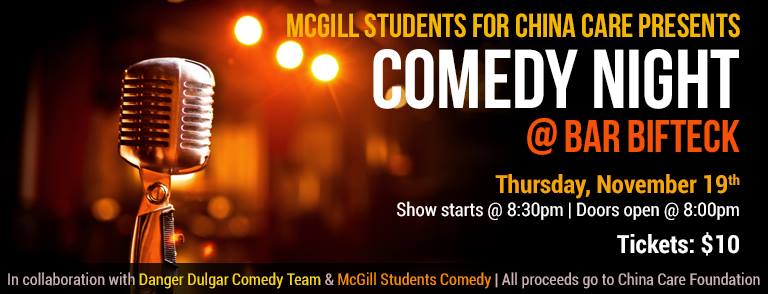 MCGILL STUDENTS FOR CHINA CARE PRESENTS
COMEDY NIGHT
@ BAR BIFTECK
Thursday, November 19th
Show starts @ 8:30pm | Doors open @ 8:00pm
Tickets: $10
In collaboration with Danger Dulgar Comedy Team & McGill Students Comedy | All proceeds go to China Care Foundation